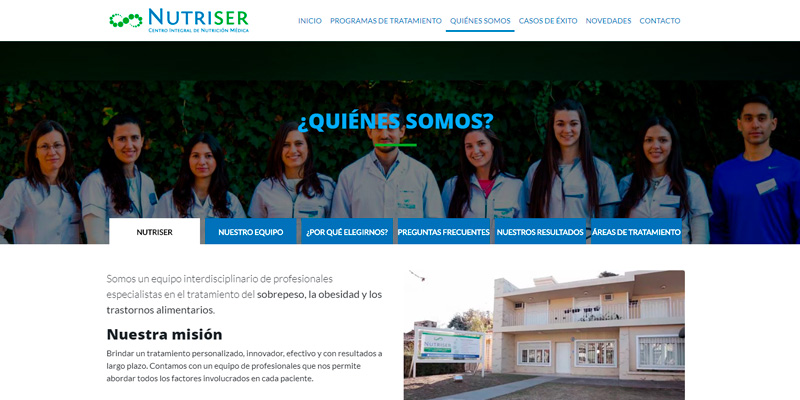 NUTRISER
CENTRO INTEGRAL DE NUTRICIÓN MÉDICA
INICIO PROGRAMAS DE TRATAMIENTO QUIÉNES SOMOS CASOS DE ÉXITO NOVEDADES CONTACTO
¿QUIÉNES SOMOS?
NUTRISER NUESTRO EQUIPO ¿POR QUÉ ELEGIRNOS? PREGUNTAS FRECUENTES NUESTROS RESULTADOS ÁREAS DE TRATAMIENTO
Somos un equipo interdisciplinario de profesionales
especialistas en el tratamiento del sobrepeso, la obesidad y los
trastornos alimentarios.
Nuestra misión
Brindar un tratamiento personalizado, innovador, efectivo y con resultados a
largo plazo. Contamos con un equipo de profesionales que nos permite
abordar todos los factores involucrados en cada paciente.
NUTRISER